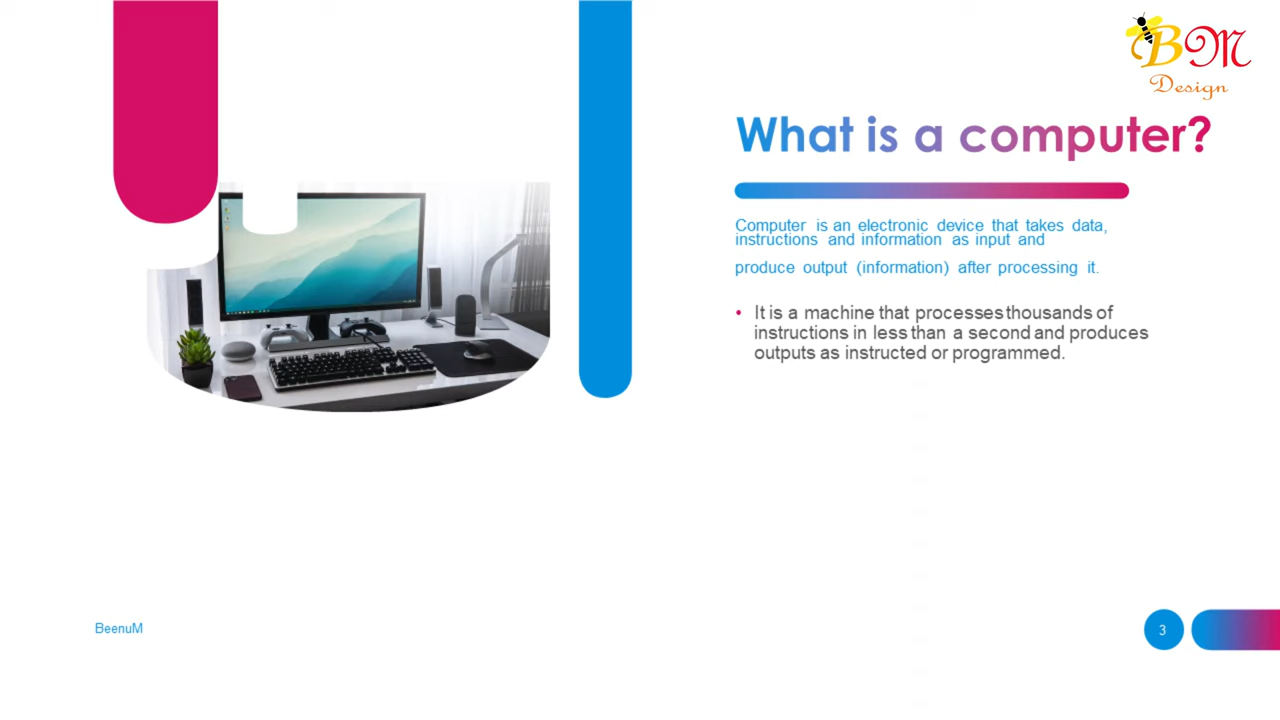 BM
Design
What is a computer?
Computer is an electronic device that takes data,
instructions and information as input and
produce output (information) after processing it.
• It is a machine that processes thousands of
instructions in less than a second and produces
outputs as instructed or programmed.
BeenuM
3